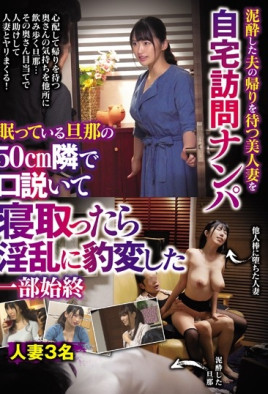 泥酔した夫の帰りを待つ美人妻を
自宅訪問ナンパ
心配して帰りを待つ
奥さんの気持ちを他所に
飲み歩く旦那…
その奥さん目当てで
人助けして
人妻とヤリまくる!
眠っている旦那の
50cm隣で
口説いて
寝取ったら
淫乱に豹変した
一部始終
他人棒に堕ちた人妻
人妻3名
泥酔した
旦那